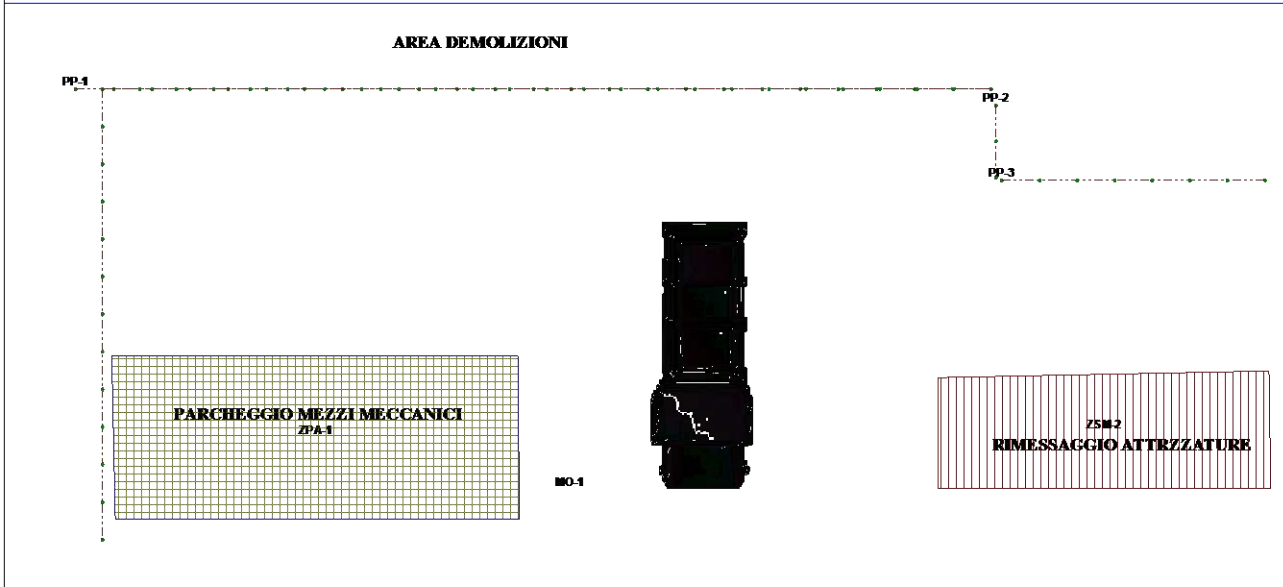 AREA DEMOLIZIONI
PP-1
PP-2
PP-3
PARCHEGGIO MEZZI MECCANICI
ZPA-1
ZSM-2
RIMESSAGGIO ATTRZZATURE
MO-1